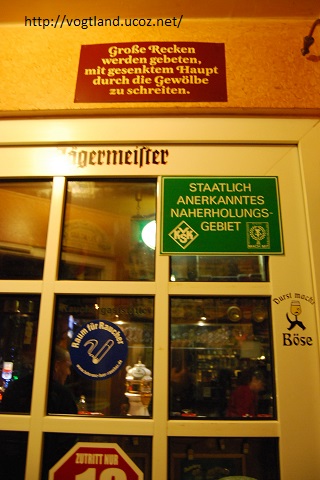 http://vogtland.ucoz.net/
Große Recken
werden gebeten,
mit gesenktem Haupt
durch die Gewölbe
zu schreiten.
Jägermeister
STAATLICH
ANERKANNTES
NAHERHOLUNGS-
GEBIET
Durst macht
Böse
Raum für Raucher
ZUTRITT NUR